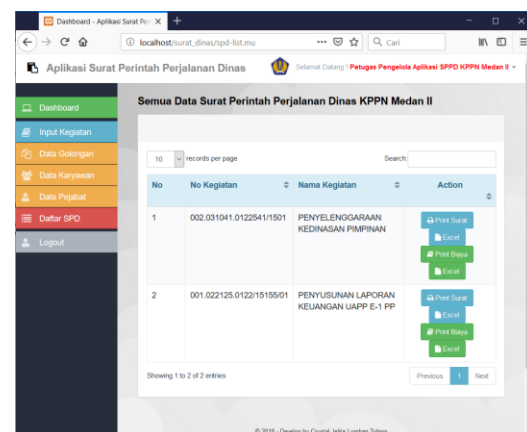 Dashboard - Aplikasi Surat Peri
localhost/surat_dinas/spd-list.mu
Cari
Aplikasi Surat Perintah Perjalanan Dinas
Selamat Datang ! Petugas Pengelola Aplikasi SPPD KPPN Medan II
Dashboard
Input Kegiatan
Data Golongan
Data Karyawan
Data Pejabat
Daftar SPD
Logout
Semua Data Surat Perintah Perjalanan Dinas KPPN Medan II
10 records per page Search:
No No Kegiatan Nama Kegiatan Action
1 002.031041.0122541/1501 PENYELENGGARAAN
KEDINASAN PIMPINAN
Print Surat
Excel
Print Biaya
Excel
2 001.022125.0122/15155/01 PENYUSUNAN LAPORAN
KEUANGAN UAPP E-1 PP
Print Surat
Excel
Print Biaya
Excel
Showing 1 to 2 of 2 entries Previous 1 Next
© 2018 - Develop by Crystal